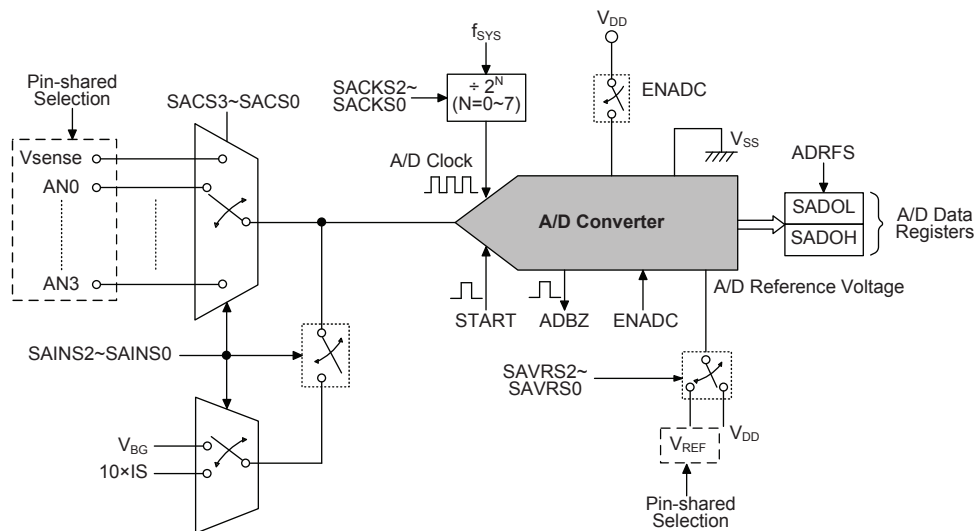 Pin-shared
Selection
SACS3~SACS0
Vsense
AN0
AN3
SAINS2~SAINS0
VBG
10×IS
fSYS
SACKS2~
SACKS0
÷ 2N
(N=0~7)
A/D Clock
VDD
ENADC
VSS
A/D Converter
ADRFS
SADOL
SADOH
A/D Data
Registers
START
ADBZ
ENADC
A/D Reference Voltage
SAVRS2~
SAVRS0
VREF
VDD
Pin-shared
Selection